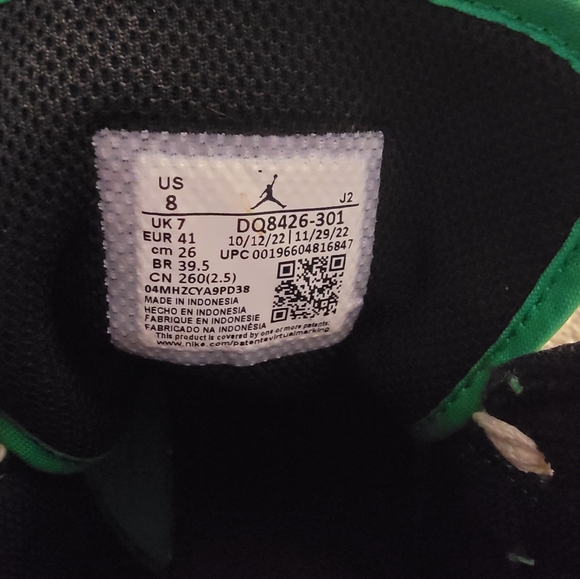 US
8
J2
UK 7
DQ8426-301
EUR 41
10/12/22 | 11/29/22
cm 26
UPC 00196604816847
BR 39.5
CN 260(2.5)
04MHZCYA9PD38
MADE IN INDONESIA
HECHO EN INDONESIA
FABRIQUE EN INDONESIE
FABRICADO NA INDONÉSIA
This product is covered by one or more patents:
www.nike.com/patentsvirtualmarking